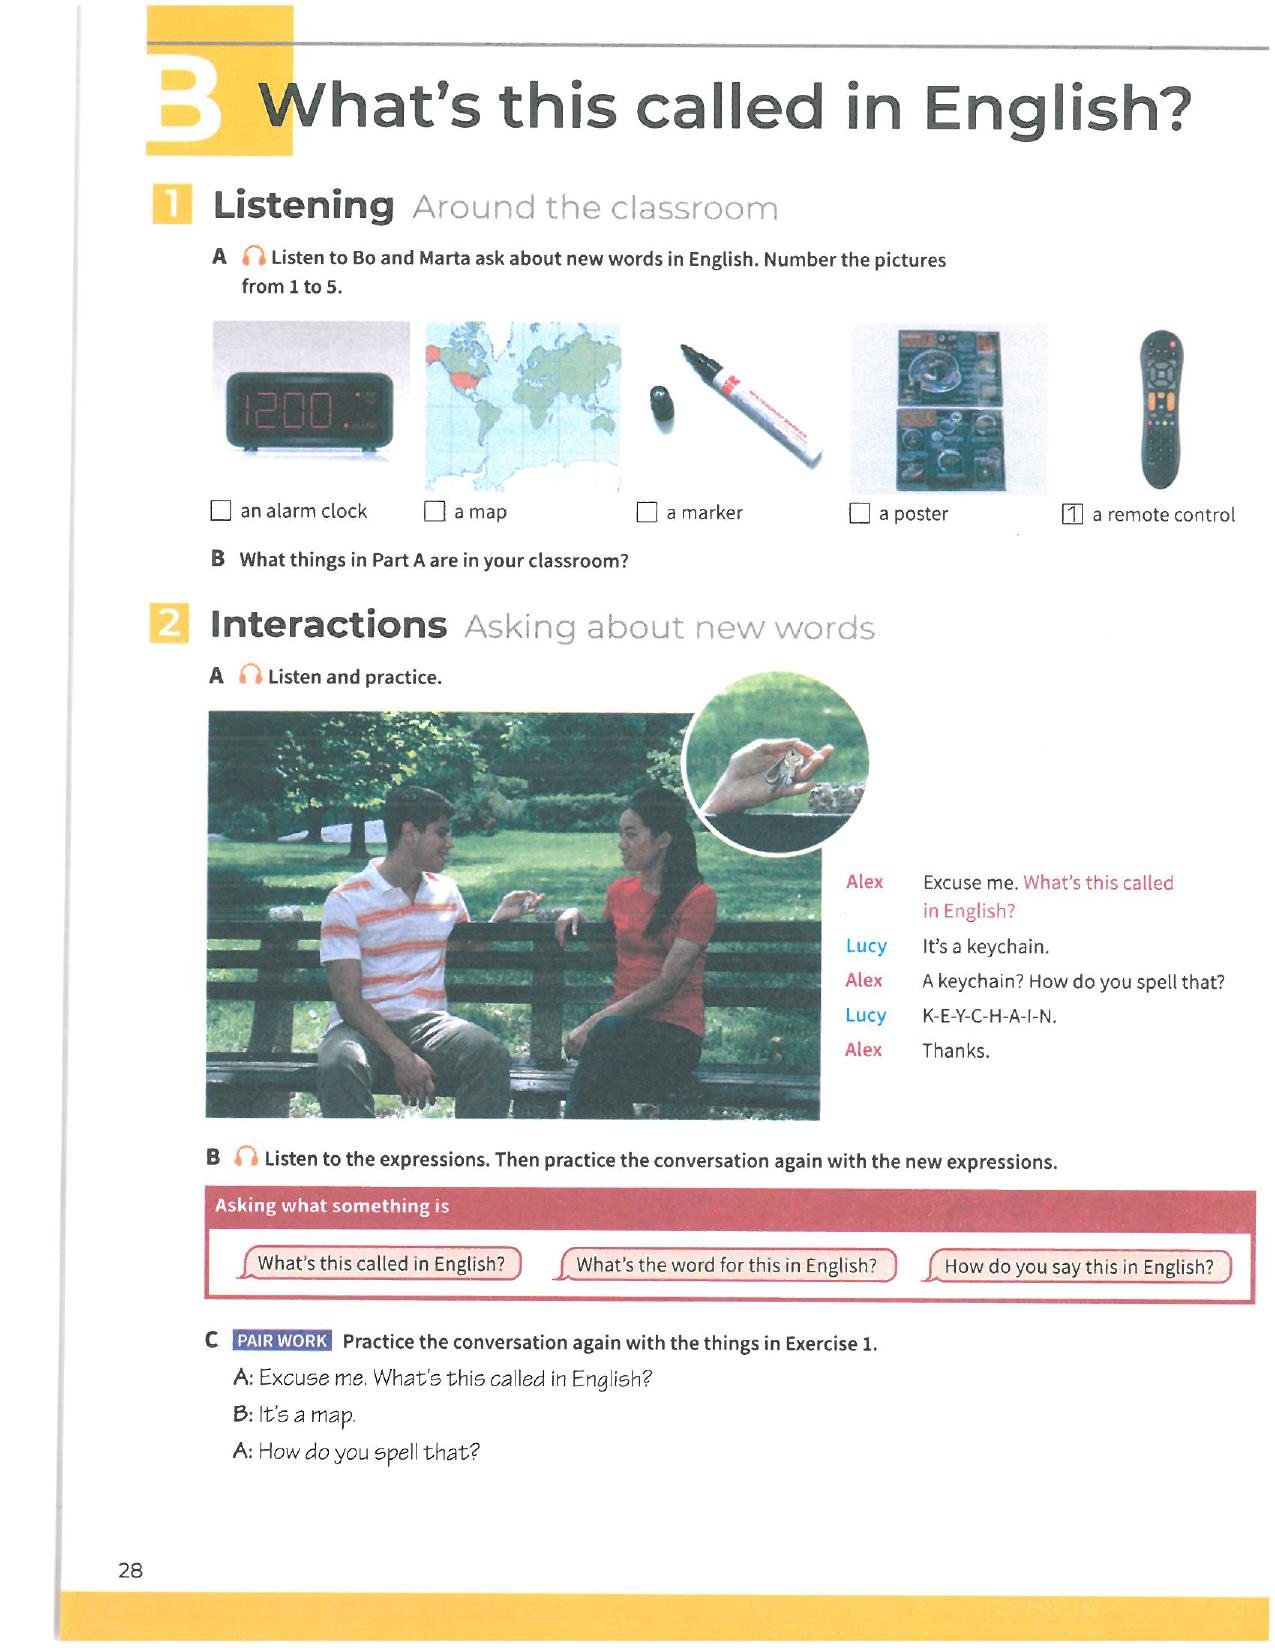 B What's this called in English?
1 Listening Around the classroom
A Listen to Bo and Marta ask about new words in English. Number the pictures
from 1 to 5.
1200
WHITEBOARD MARKER
an alarm clock
a map
a marker
a poster
1 a remote control
B What things in Part A are in your classroom?
2 Interactions Asking about new words
A Listen and practice.
Alex Excuse me. What's this called
in English?
Lucy It's a keychain.
Alex A keychain? How do you spell that?
Lucy K-E-Y-C-H-A-I-N.
Alex Thanks.
B Listen to the expressions. Then practice the conversation again with the new expressions.
Asking what something is
What's this called in English?
What's the word for this in English?
How do you say this in English?
C PAIR WORK Practice the conversation again with the things in Exercise 1.
A: Excuse me. What's this called in English?
B: It's a map.
A: How do you spell that?
28